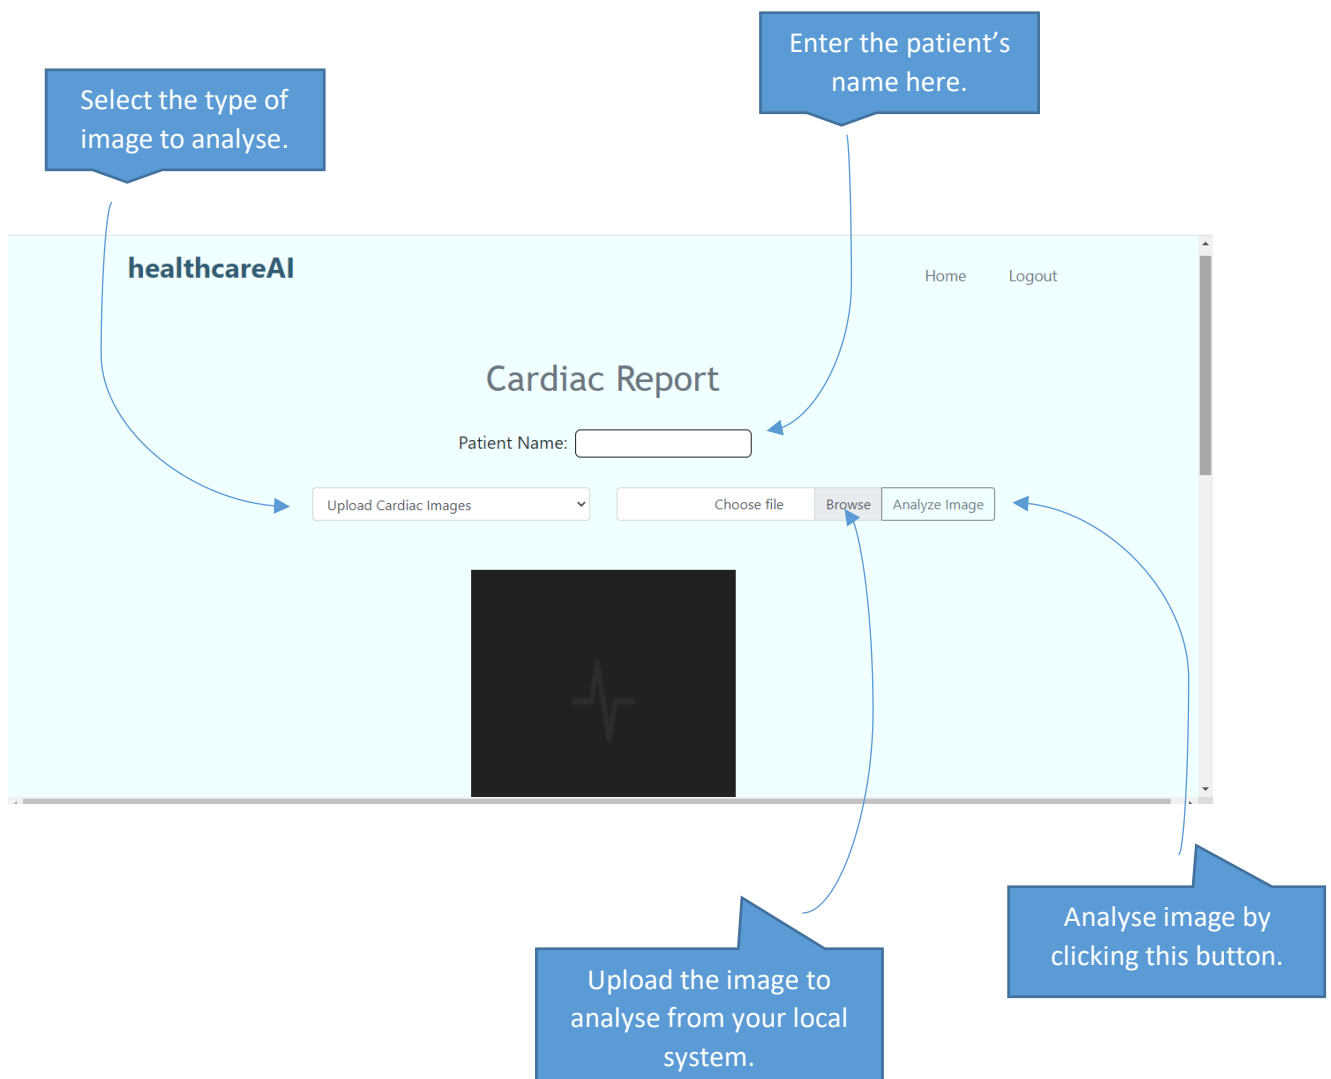 Enter the patient’s
name here.
Select the type of
image to analyse.
healthcareAI
Home Logout
Cardiac Report
Patient Name:
Upload Cardiac Images Choose file Browse Analyze Image
Analyse image by
clicking this button.
Upload the image to
analyse from your local
system.